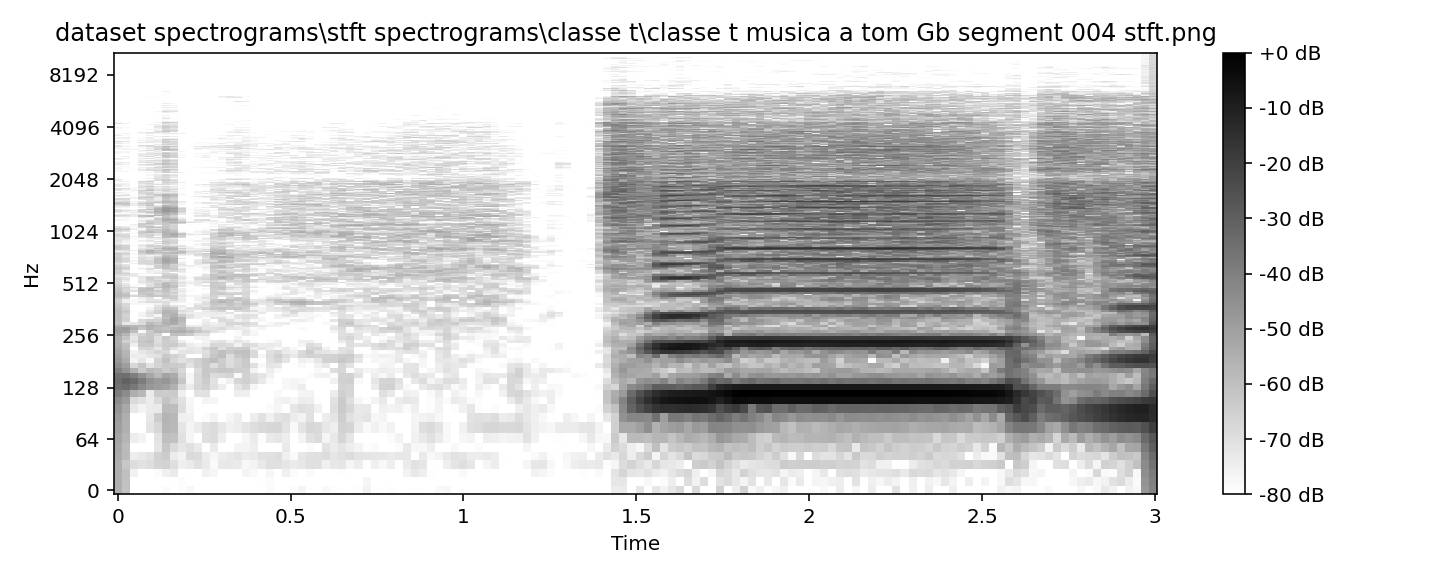 dataset spectrograms\stft spectrograms\classe t\classe t musica a tom Gb segment 004 stft.png
8192
4096
2048
1024
512
256
128
64
0
Hz
0
0.5
1
1.5
2
2.5
3
Time
+0 dB
-10 dB
-20 dB
-30 dB
-40 dB
-50 dB
-60 dB
-70 dB
-80 dB